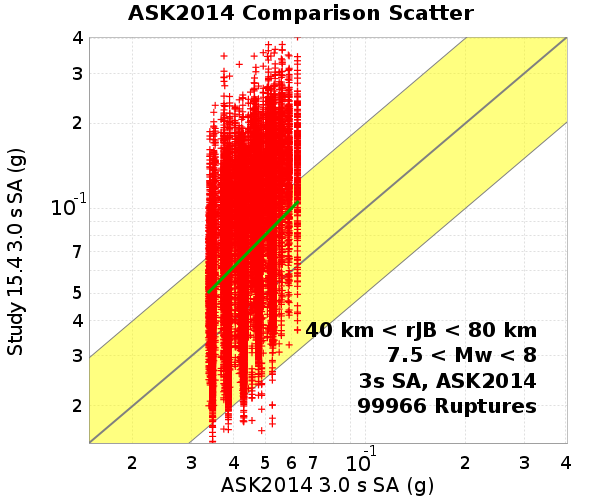 ASK2014 Comparison Scatter
Study 15.4 3.0 s SA (g)
4
3
2
10-1
7
5
4
3
2
40 km < rJB < 80 km
7.5 < Mw < 8
3s SA, ASK2014
99966 Ruptures
2 3 4 5 6 7 10-1 2 3 4
ASK2014 3.0 s SA (g)